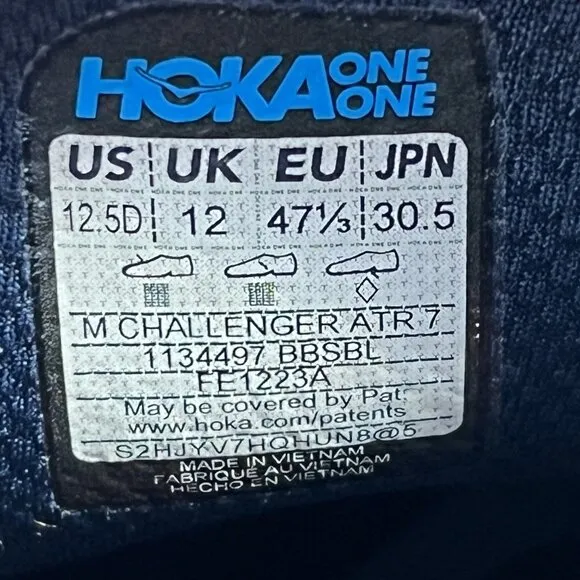 HOKA ONE ONE
US UK EU JPN
12.5D 12 47⅓ 30.5
M CHALLENGER ATR 7
1134497 BBSBL
FE1223A
May be covered by Pat:
www.hoka.com/patents
S2HJYV7HQHUN8@5
MADE IN VIETNAM
FABRIQUÉ AU VIETNAM
HECHO EN VIETNAM